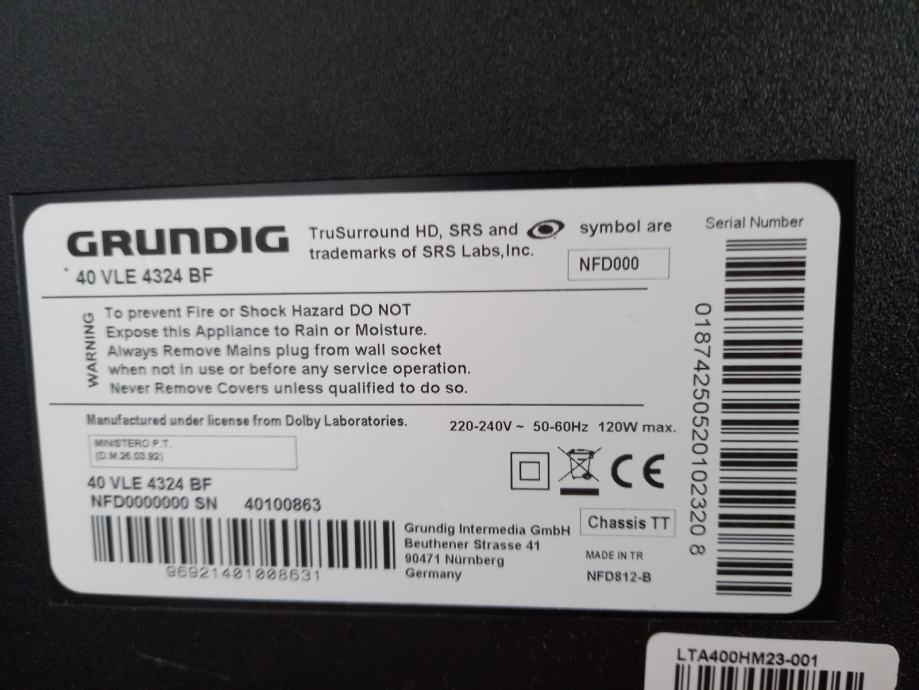 GRUNDIG
40 VLE 4324 BF
TruSurround HD, SRS and symbol are
trademarks of SRS Labs,Inc.
NFD000
Serial Number
01874250520102320 8
WARNING
To prevent Fire or Shock Hazard DO NOT
Expose this Appliance to Rain or Moisture.
Always Remove Mains plug from wall socket
when not in use or before any service operation.
Never Remove Covers unless qualified to do so.
Manufactured under license from Dolby Laboratories.
220-240V ~ 50-60Hz 120W max.
MINISTERO P.T.
(D.M.26.03.92)
CE
40 VLE 4324 BF
NFD0000000 SN 40100863
96921401008631
Grundig Intermedia GmbH
Beuthener Strasse 41
90471 Nürnberg
Germany
Chassis TT
MADE IN TR
NFD812-B
LTA400HM23-001